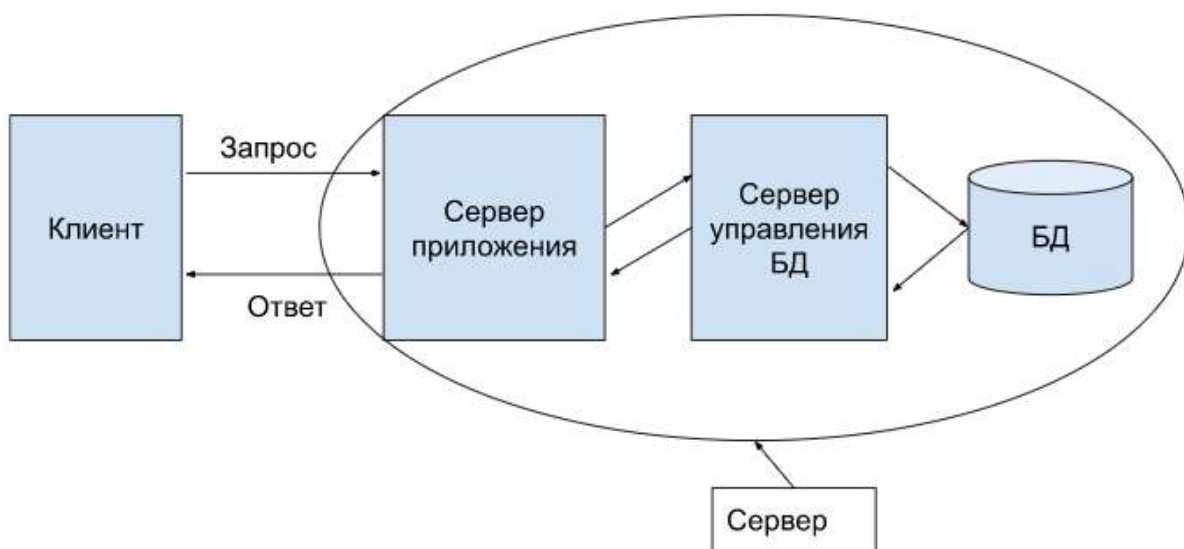 Запрос
Клиент
Ответ
Сервер
приложения
Сервер
управления
БД
БД
Сервер